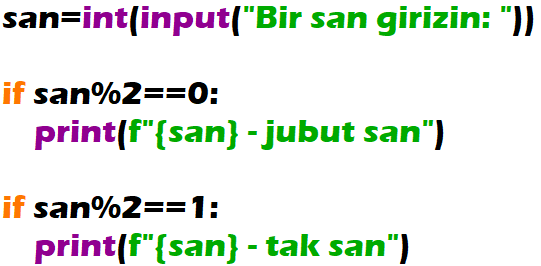 san=int(input("Bir san girizin: "))
if san%2==0:
    print(f"{san} - jubut san")
if san%2==1:
    print(f"{san} - tak san")